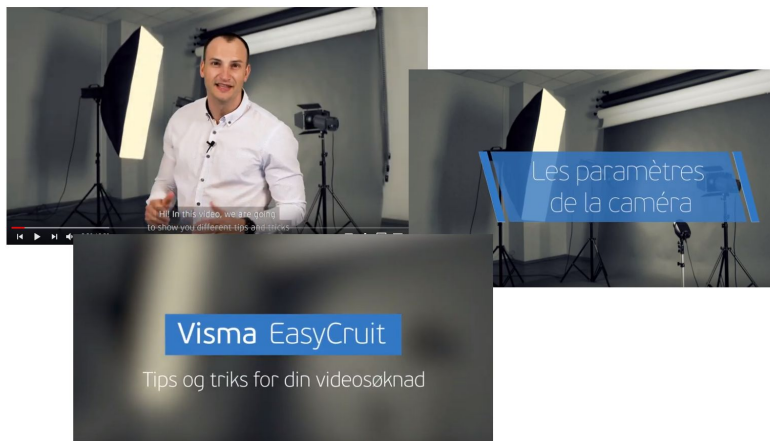 Hi! In this video, we are going
to show you different tips and tricks
Les paramètres
de la caméra
Visma EasyCruit
Tips og triks for din videosøknad